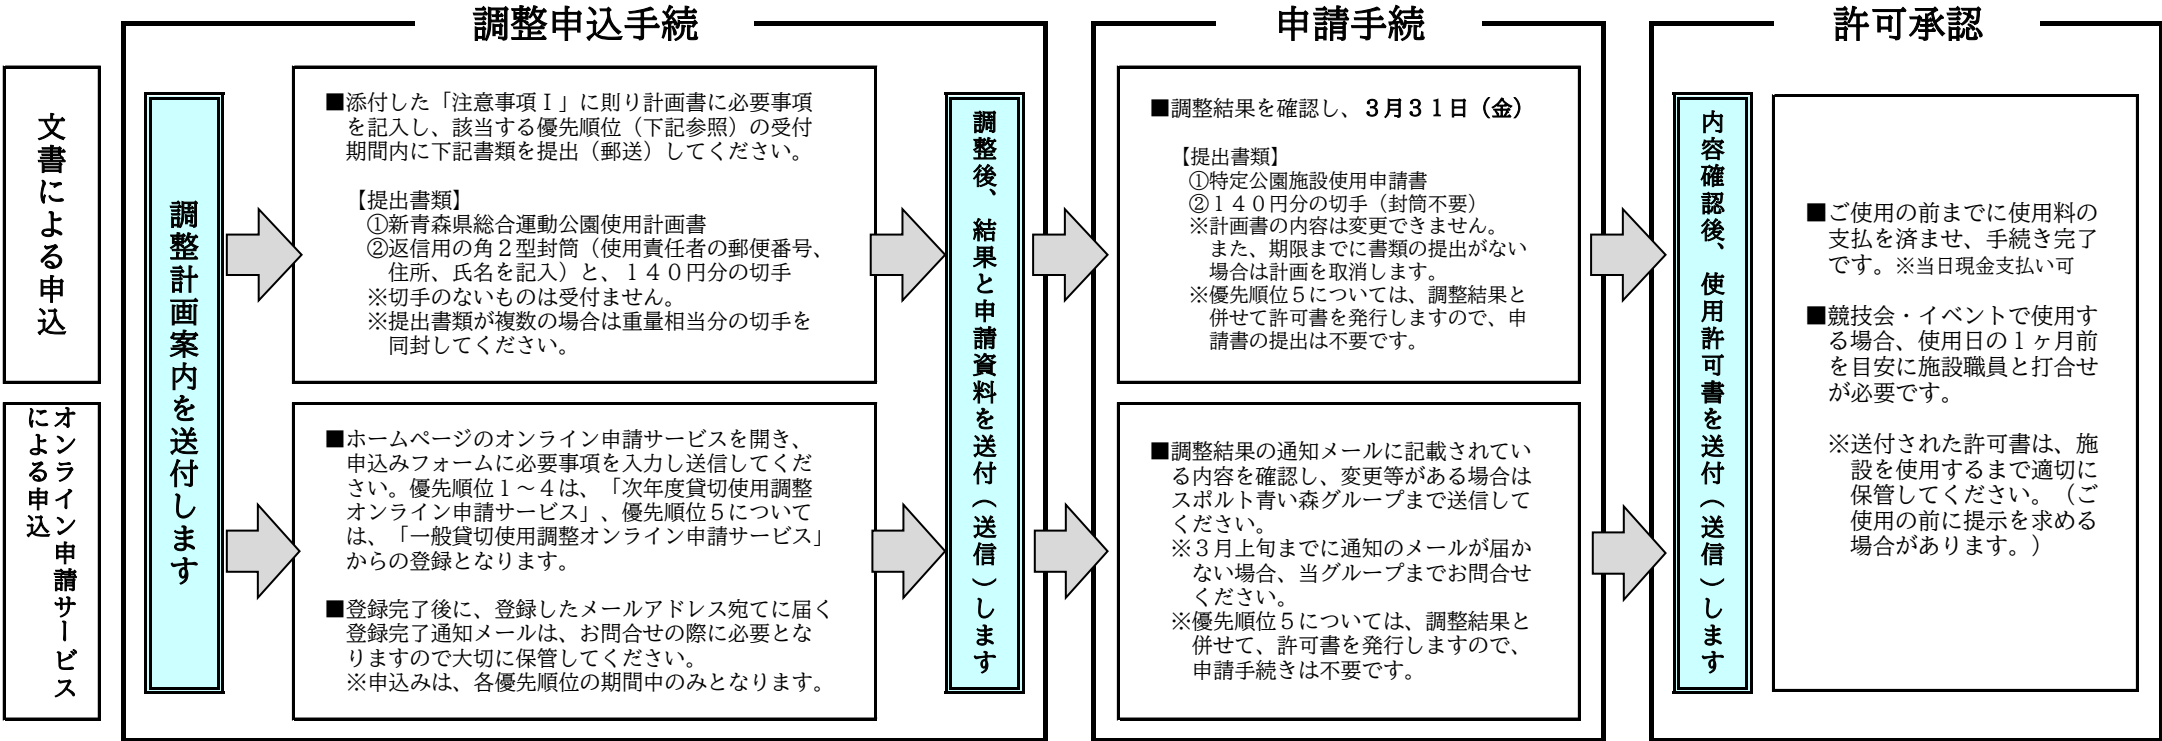 調整申込手続
申請手続
許可承認
文書による申込
調整計画案内を送付します
■添付した「注意事項Ⅰ」に則り計画書に必要事項
を記入し、該当する優先順位（下記参照）の受付
期間内に下記書類を提出（郵送）してください。
【提出書類】
①新青森県総合運動公園使用計画書
②返信用の角２型封筒（使用責任者の郵便番号、
住所、氏名を記入）と、１４０円分の切手
※切手のないものは受付ません。
※提出書類が複数の場合は重量相当分の切手を
同封してください。
調整後、結果と申請資料を送付（送信）します
■調整結果を確認し、３月３１日（金）
【提出書類】
①特定公園施設使用申請書
②１４０円分の切手（封筒不要）
※計画書の内容は変更できません。
また、期限までに書類の提出がない
場合は計画を取消します。
※優先順位５については、調整結果と
併せて許可書を発行しますので、申
請書の提出は不要です。
内容確認後、使用許可書を送付（送信）します
■ご使用の前までに使用料の
支払を済ませ、手続き完了
です。※当日現金支払い可
■競技会・イベントで使用す
る場合、使用日の１ヶ月前
を目安に施設職員と打合せ
が必要です。
※送付された許可書は、施
設を使用するまで適切に
保管してください。（ご
使用の前に提示を求める
場合があります。）
オンライン申請サービス
による申込
■ホームページのオンライン申請サービスを開き、
申込みフォームに必要事項を入力し送信してくだ
さい。優先順位１～４は、「次年度貸切使用調整
オンライン申請サービス」、優先順位５について
は、「一般貸切使用調整オンライン申請サービス」
からの登録となります。
■登録完了後に、登録したメールアドレス宛てに届く
登録完了通知メールは、お問合せの際に必要とな
りますので大切に保管してください。
※申込みは、各優先順位の期間中のみとなります。
■調整結果の通知メールに記載されてい
る内容を確認し、変更等がある場合は
スポルト青い森グループまで送信して
ください。
※３月上旬までに通知のメールが届か
ない場合、当グループまでお問合せ
ください。
※優先順位５については、調整結果と
併せて、許可書を発行しますので、
申請手続きは不要です。